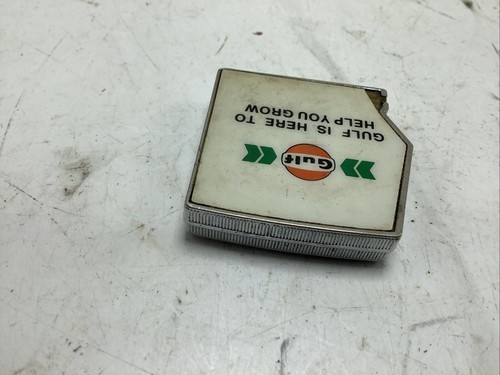 Gulf
GULF IS HERE TO
HELP YOU GROW